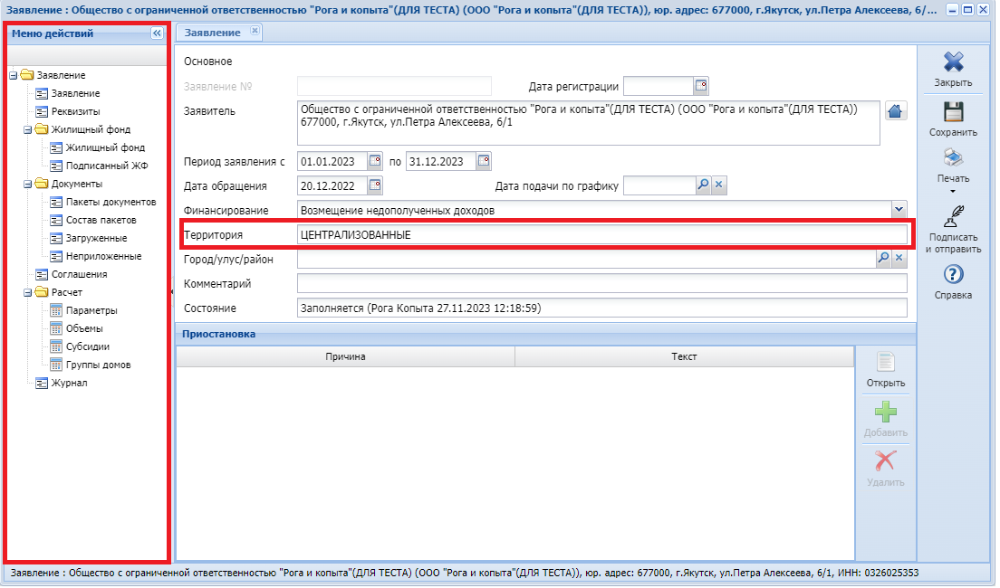 Заявление : Общество с ограниченной ответственностью "Рога и копыта"(ДЛЯ ТЕСТА) (ООО "Рога и копыта"(ДЛЯ ТЕСТА)), юр. адрес: 677000, г.Якутск, ул.Петра Алексеева, 6/...
Меню действий
Заявление
Заявление
Реквизиты
Жилищный фонд
Жилищный фонд
Подписанный ЖФ
Документы
Пакеты документов
Состав пакетов
Загруженные
Неприложенные
Соглашения
Расчет
Параметры
Объемы
Субсидии
Группы домов
Журнал
Заявление
Основное
Заявление № Дата регистрации
Заявитель Общество с ограниченной ответственностью "Рога и копыта"(ДЛЯ ТЕСТА) (ООО "Рога и копыта"(ДЛЯ ТЕСТА))
677000, г.Якутск, ул.Петра Алексеева, 6/1
Период заявления с 01.01.2023 по 31.12.2023
Дата обращения 20.12.2022 Дата подачи по графику
Финансирование Возмещение недополученных доходов
Территория ЦЕНТРАЛИЗОВАННЫЕ
Город/улус/район
Комментарий
Состояние Заполняется (Рога Копыта 27.11.2023 12:18:59)
Приостановка
Причина Текст
Открыть
Добавить
Удалить
Закрыть
Сохранить
Печать
Подписать
и отправить
Справка
Заявление : Общество с ограниченной ответственностью "Рога и копыта"(ДЛЯ ТЕСТА) (ООО "Рога и копыта"(ДЛЯ ТЕСТА)), юр. адрес: 677000, г.Якутск, ул.Петра Алексеева, 6/1, ИНН: 0326025353